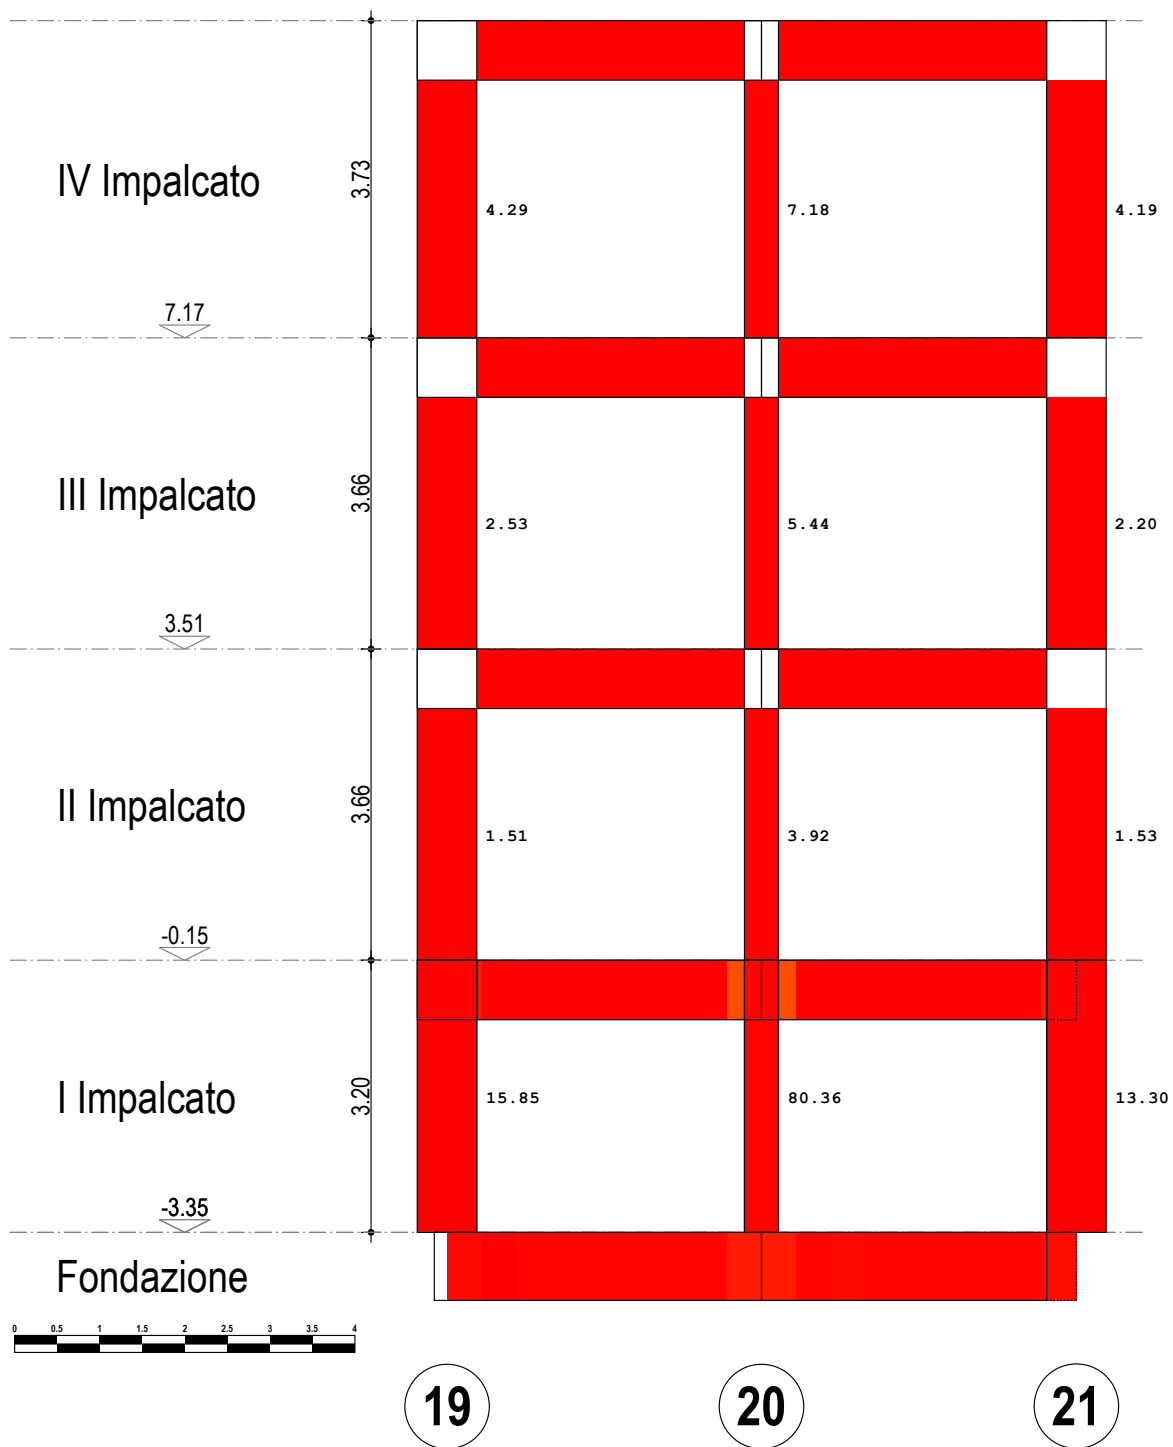 IV Impalcato
3.73
4.29
7.18
4.19
7.17
III Impalcato
3.66
2.53
5.44
2.20
3.51
II Impalcato
3.66
1.51
3.92
1.53
-0.15
I Impalcato
3.20
15.85
80.36
13.30
-3.35
Fondazione
0 0.5 1 1.5 2 2.5 3 3.5 4
19 20 21